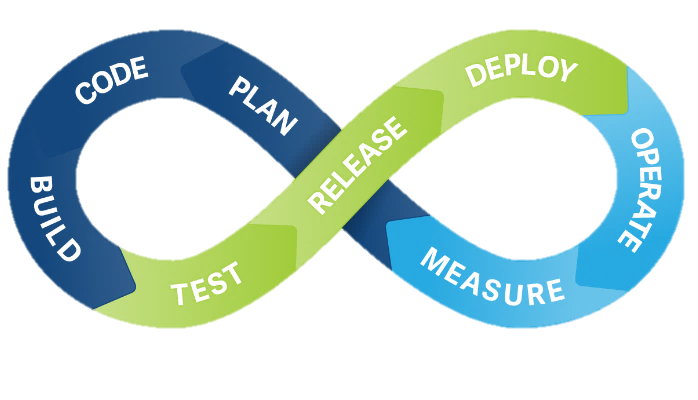 PLAN
CODE
BUILD
TEST
RELEASE
DEPLOY
OPERATE
MEASURE